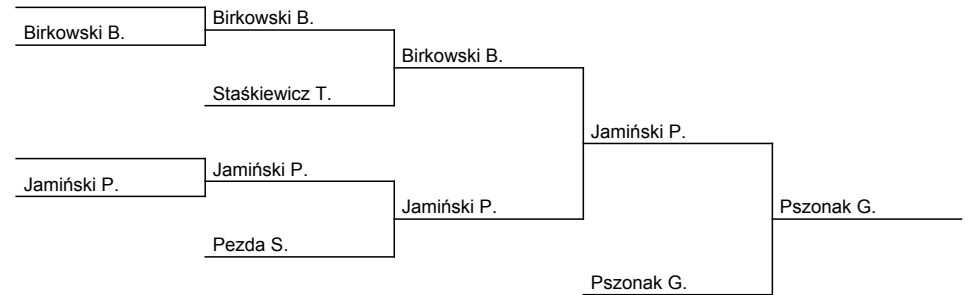 Birkowski B.
Birkowski B.
Birkowski B.
Staśkiewicz T.
Jamiński P.
Jamiński P.
Jamiński P.
Jamiński P.
Pszonak G.
Pezda S.
Pszonak G.